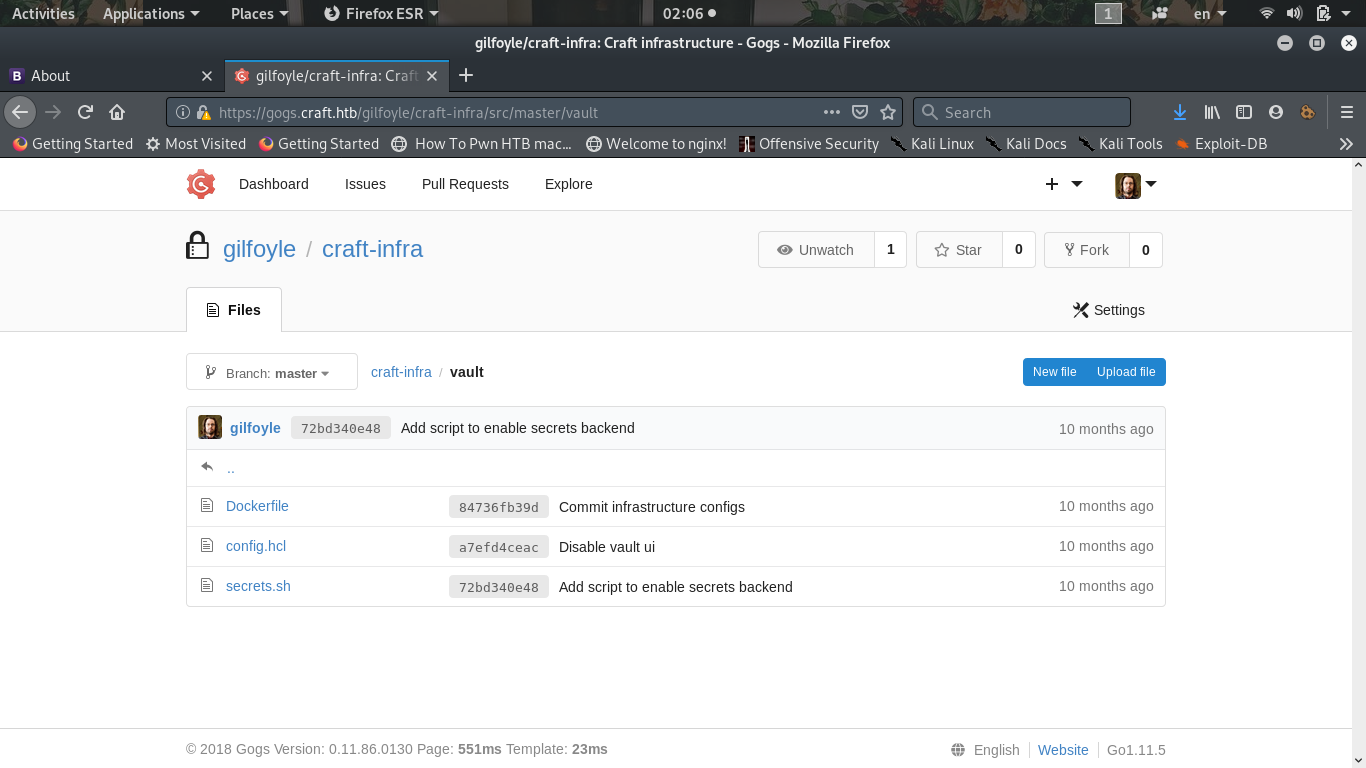 Activities Applications Places Firefox ESR 02:06 1 en
gilfoyle/craft-infra: Craft infrastructure - Gogs - Mozilla Firefox
B About gilfoyle/craft-infra: Craft
https://gogs.craft.htb/gilfoyle/craft-infra/src/master/vault Search
Getting Started Most Visited Getting Started How To Pwn HTB mac... Welcome to nginx! Offensive Security Kali Linux Kali Docs Kali Tools Exploit-DB
Dashboard Issues Pull Requests Explore
gilfoyle / craft-infra Unwatch 1 Star 0 Fork 0
Files Settings
Branch: master craft-infra / vault New file Upload file
gilfoyle 72bd340e48 Add script to enable secrets backend 10 months ago
..
Dockerfile 84736fb39d Commit infrastructure configs 10 months ago
config.hcl a7efd4ceac Disable vault ui 10 months ago
secrets.sh 72bd340e48 Add script to enable secrets backend 10 months ago
© 2018 Gogs Version: 0.11.86.0130 Page: 551ms Template: 23ms English Website Go1.11.5